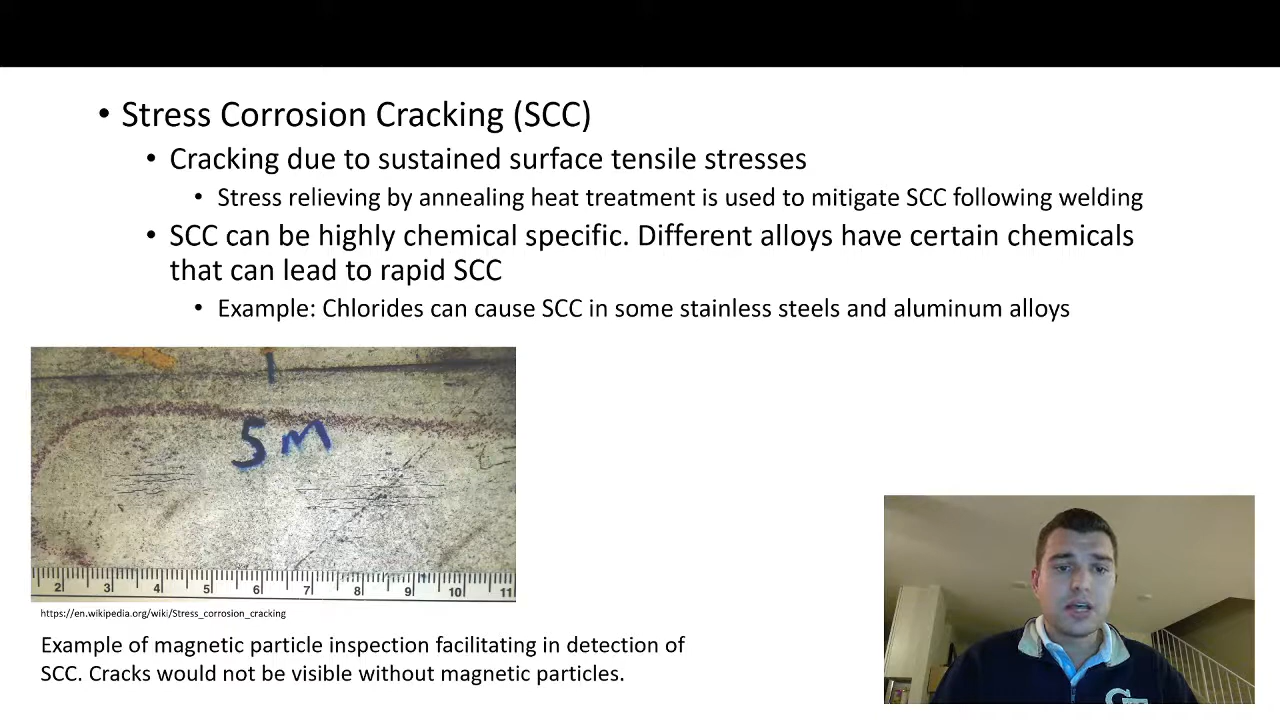 • Stress Corrosion Cracking (SCC)
• Cracking due to sustained surface tensile stresses
• Stress relieving by annealing heat treatment is used to mitigate SCC following welding
• SCC can be highly chemical specific. Different alloys have certain chemicals
that can lead to rapid SCC
• Example: Chlorides can cause SCC in some stainless steels and aluminum alloys
5 m
2 3 4 5 6 7 8 9 10 11
https://en.wikipedia.org/wiki/Stress_corrosion_cracking
Example of magnetic particle inspection facilitating in detection of
SCC. Cracks would not be visible without magnetic particles.